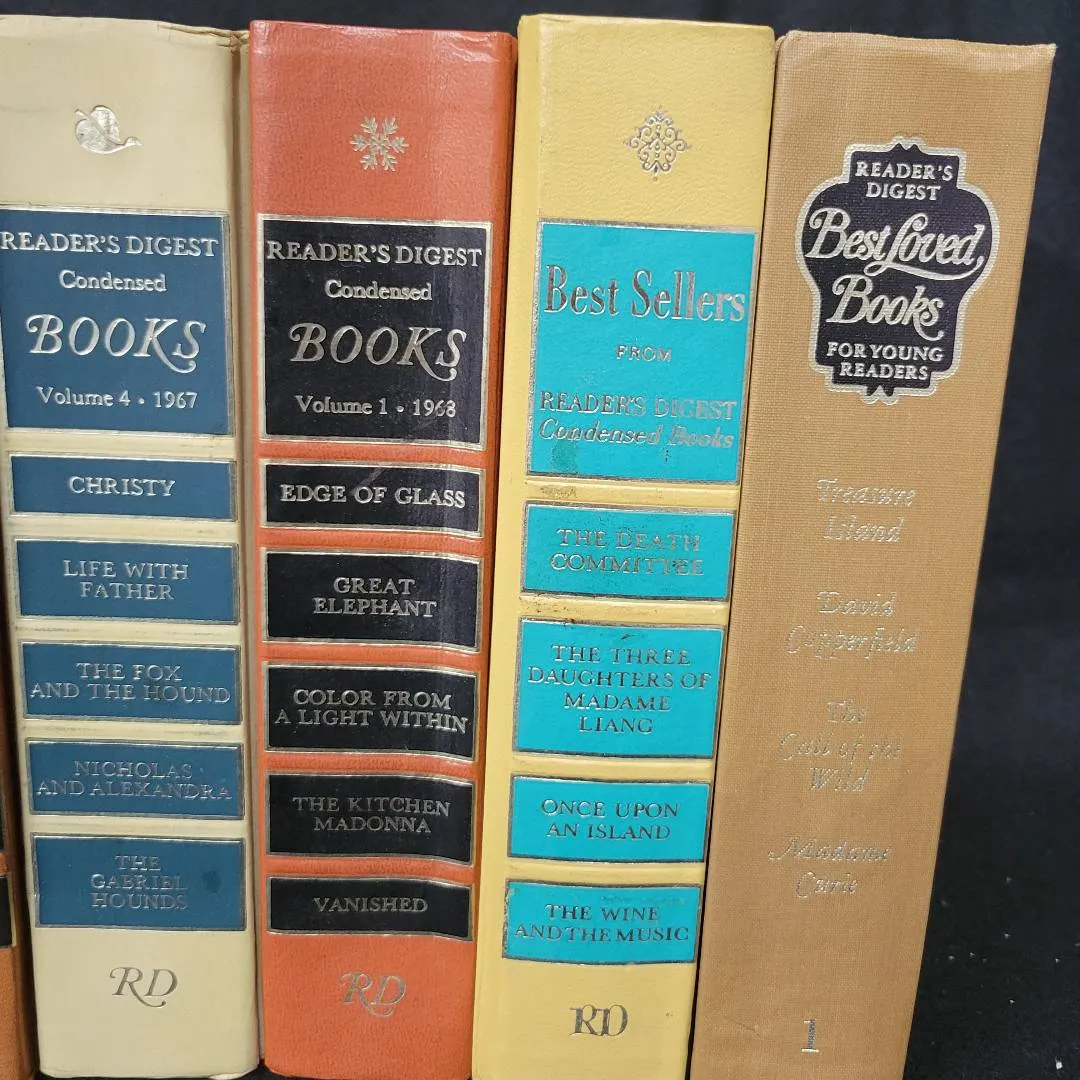 READER'S DIGEST
Condensed
BOOKS
Volume 4 • 1967
CHRISTY
LIFE WITH
FATHER
THE FOX
AND THE HOUND
NICHOLAS
AND ALEXANDRA
THE
GABRIEL
HOUNDS
RD
READER'S DIGEST
Condensed
BOOKS
Volume 1 • 1968
EDGE OF GLASS
GREAT
ELEPHANT
COLOR FROM
A LIGHT WITHIN
THE KITCHEN
MADONNA
VANISHED
RD
Best Sellers
FROM
READER'S DIGEST
Condensed Books
THE DEATH
COMMITTEE
THE THREE
DAUGHTERS OF
MADAME
LIANG
ONCE UPON
AN ISLAND
THE WINE
AND THE MUSIC
RD
READER'S
DIGEST
Best Loved
Books
FOR YOUNG
READERS
Treasure
Island
David
Copperfield
The
Call of the
Wild
Madame
Curie
1